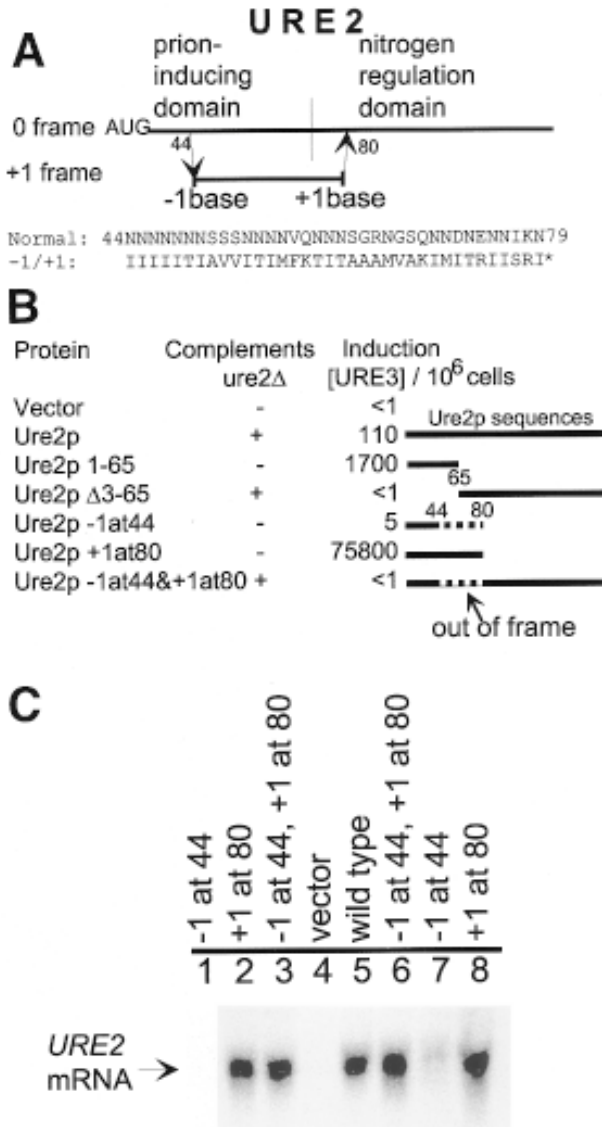 URE2
A
prion-inducing domain
nitrogen regulation domain
0 frame AUG
44
80
+1 frame
-1base +1base
Normal: 44NNNNNNNSSSNNNNVQNNNSGRNGSQNNDNENNIKN79
-1/+1: IIIIITIAVVITIMFKTITAAAMVAKIMITRIISRI*
B
Protein Complements ure2Δ Induction [URE3] / 10⁶ cells
Vector - <1 Ure2p sequences
Ure2p + 110
Ure2p 1-65 - 1700
65
Ure2p Δ3-65 + <1
44 80
Ure2p -1at44 - 5
Ure2p +1at80 - 75800
Ure2p -1at44&+1at80 + <1
out of frame
C
-1 at 44
+1 at 80
-1 at 44, +1 at 80
vector
wild type
-1 at 44, +1 at 80
-1 at 44
+1 at 80
1 2 3 4 5 6 7 8
URE2
mRNA